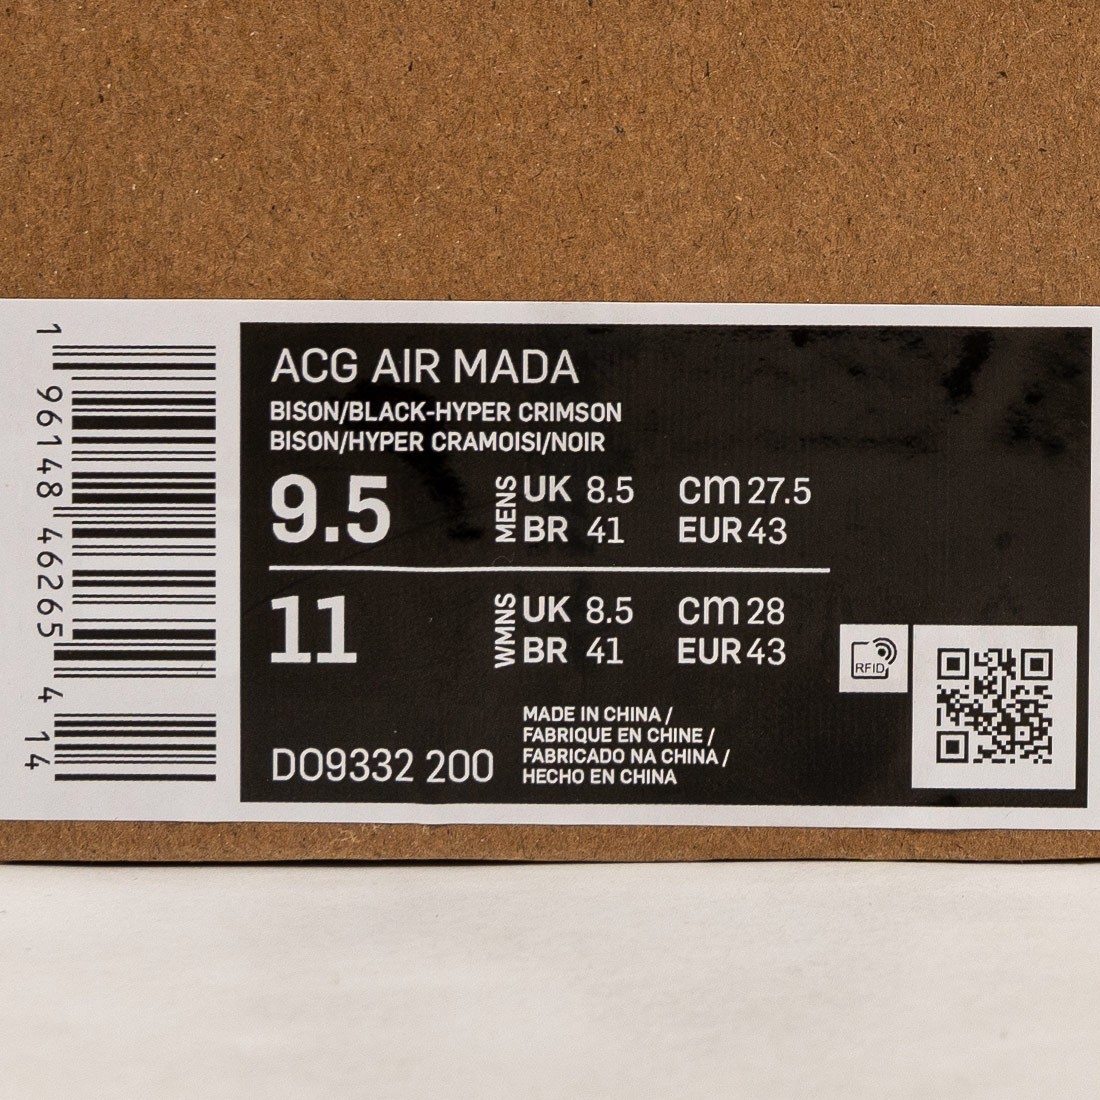 1 96148 46265 4 14
ACG AIR MADA
BISON/BLACK-HYPER CRIMSON
BISON/HYPER CRAMOISI/NOIR
9.5 MENS UK 8.5 cm 27.5
BR 41 EUR 43
11 WMNS UK 8.5 cm 28
BR 41 EUR 43
RFID
MADE IN CHINA /
FABRIQUE EN CHINE /
FABRICADO NA CHINA /
HECHO EN CHINA
DO9332 200